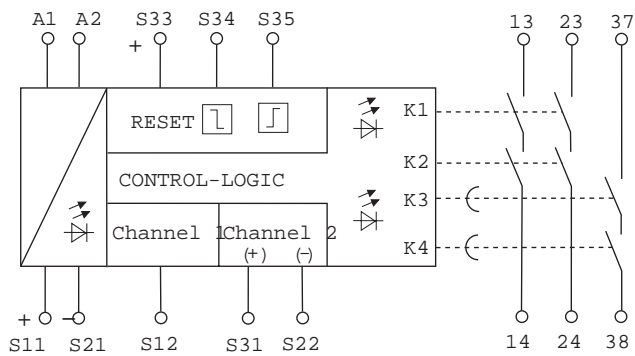 A1 A2 S33 S34 S35 13 23 37
+
RESET K1
K2
CONTROL-LOGIC
K3
Channel 1 Channel 2
(+) (-) K4
+ -
S11 S21 S12 S31 S22 14 24 38